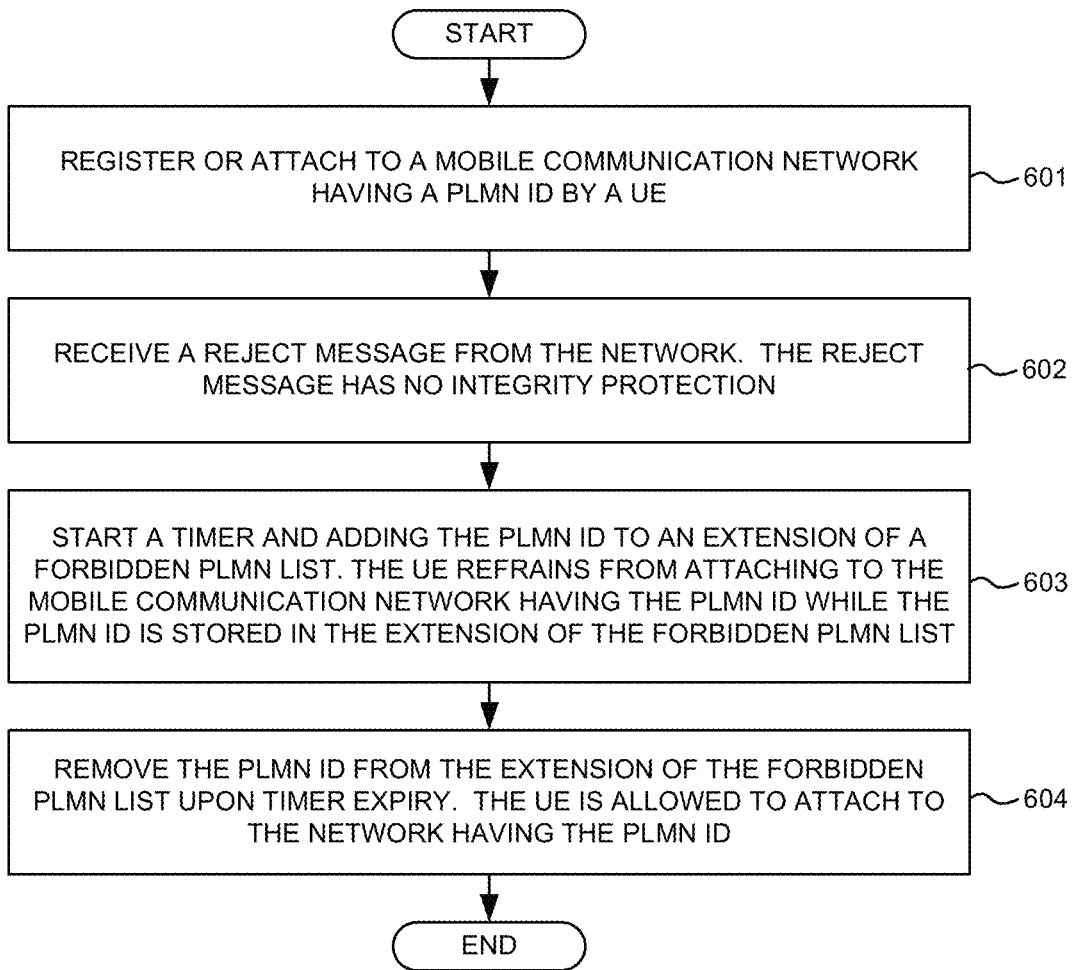 START
REGISTER OR ATTACH TO A MOBILE COMMUNICATION NETWORK
HAVING A PLMN ID BY A UE
601
RECEIVE A REJECT MESSAGE FROM THE NETWORK. THE REJECT
MESSAGE HAS NO INTEGRITY PROTECTION
602
START A TIMER AND ADDING THE PLMN ID TO AN EXTENSION OF A
FORBIDDEN PLMN LIST. THE UE REFRAINS FROM ATTACHING TO THE
MOBILE COMMUNICATION NETWORK HAVING THE PLMN ID WHILE THE
PLMN ID IS STORED IN THE EXTENSION OF THE FORBIDDEN PLMN LIST
603
REMOVE THE PLMN ID FROM THE EXTENSION OF THE FORBIDDEN
PLMN LIST UPON TIMER EXPIRY. THE UE IS ALLOWED TO ATTACH TO
THE NETWORK HAVING THE PLMN ID
604
END